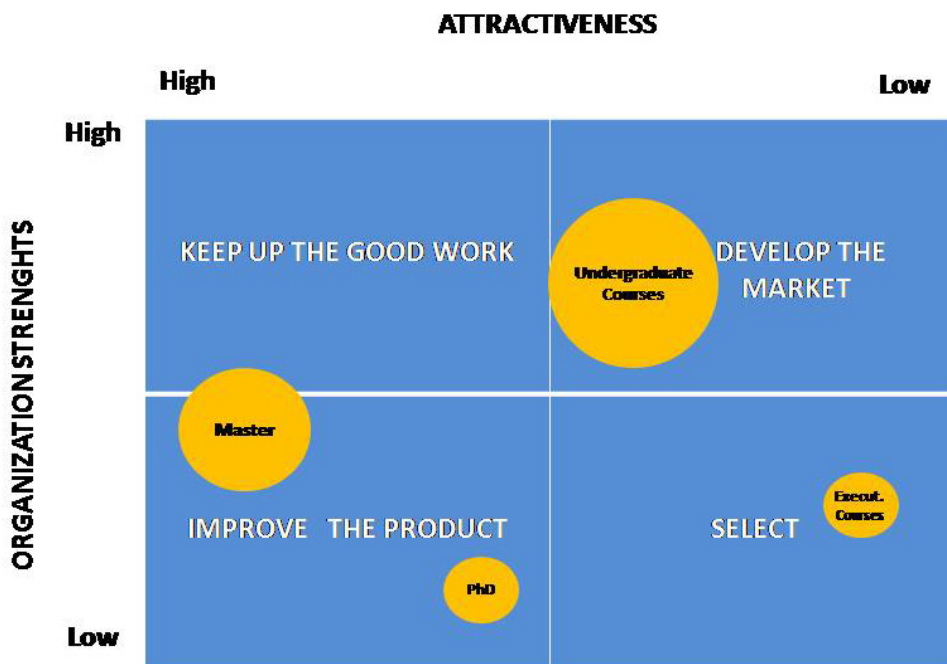 ATTRACTIVENESS
High
Low
High
ORGANIZATION STRENGHTS
KEEP UP THE GOOD WORK
Undergraduate
Courses
DEVELOP THE
MARKET
Master
Execut.
Courses
IMPROVE THE PRODUCT
SELECT
PhD
Low